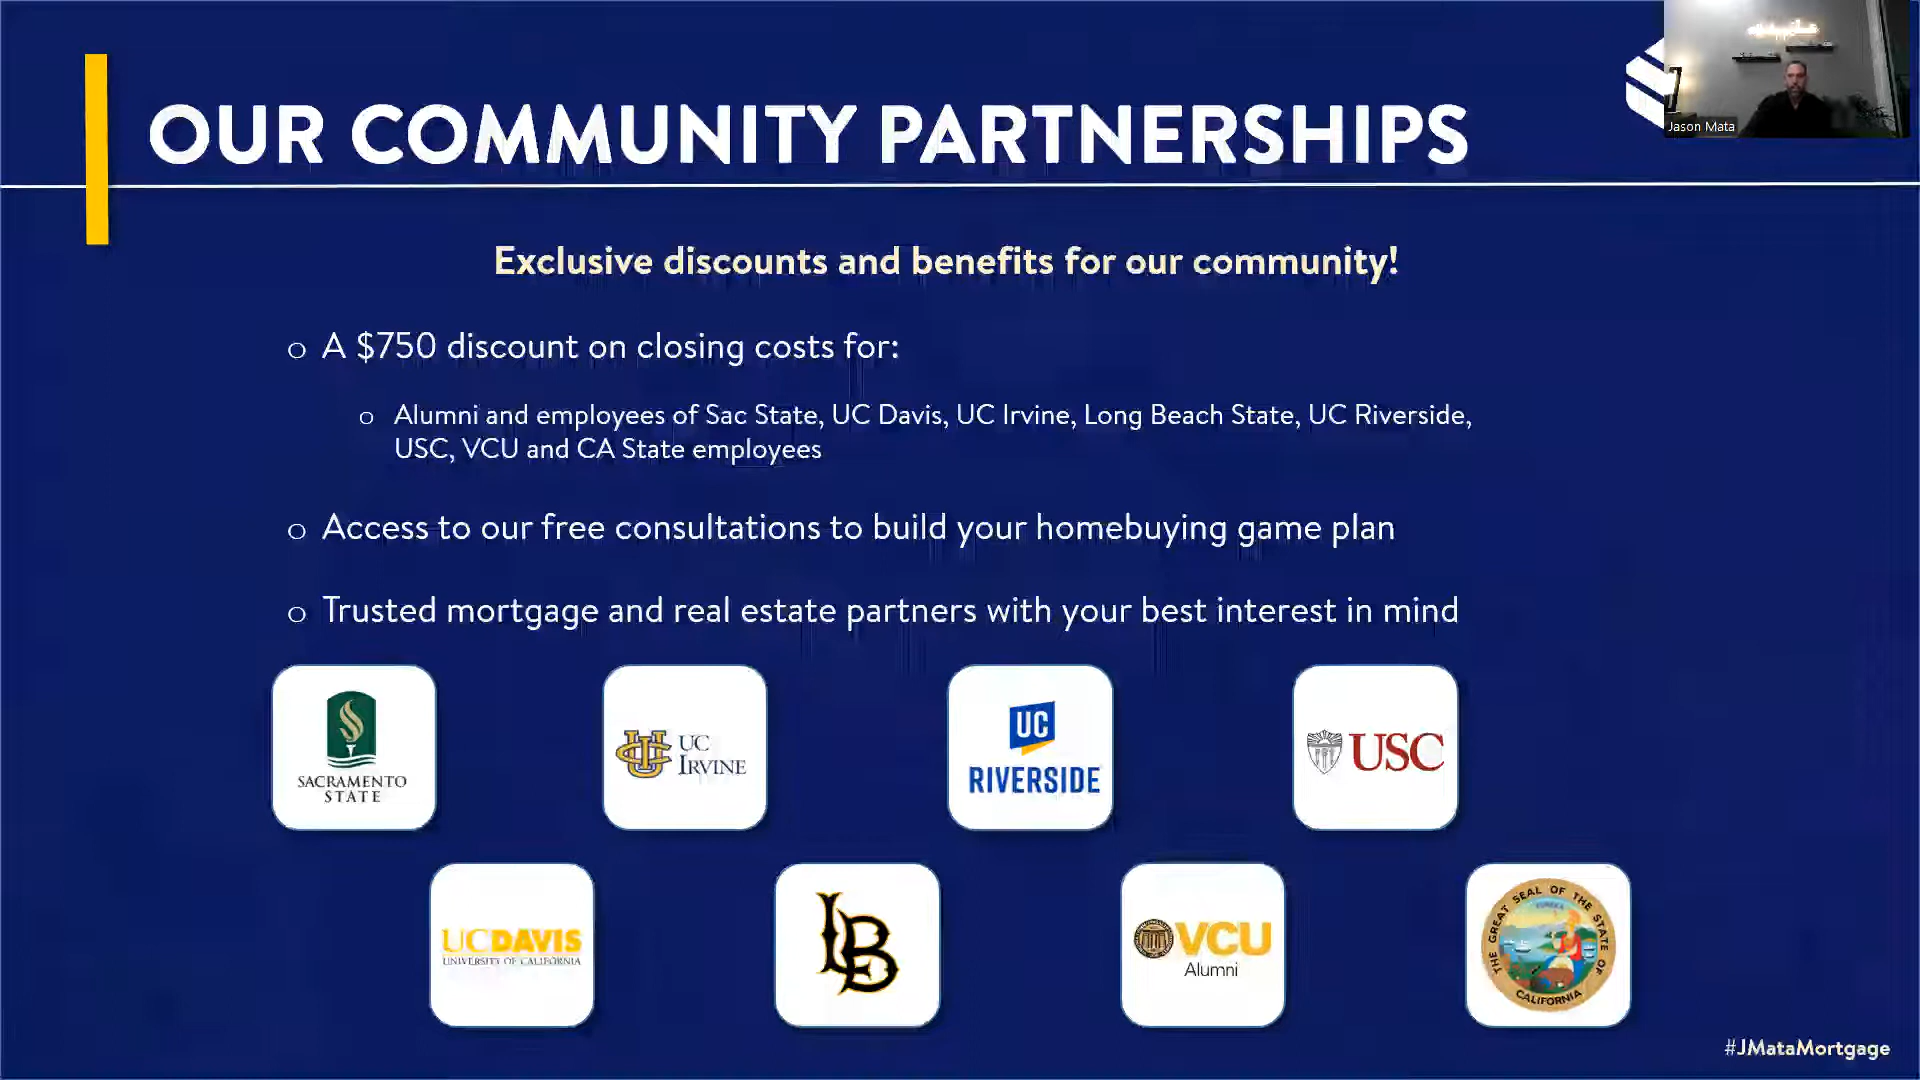 OUR COMMUNITY PARTNERSHIPS
Jason Mata
Exclusive discounts and benefits for our community!
o A $750 discount on closing costs for:
o Alumni and employees of Sac State, UC Davis, UC Irvine, Long Beach State, UC Riverside,
USC, VCU and CA State employees
o Access to our free consultations to build your homebuying game plan
o Trusted mortgage and real estate partners with your best interest in mind
SACRAMENTO
STATE
UCI
UC
IRVINE
UC
RIVERSIDE
USC
UCDAVIS
UNIVERSITY OF CALIFORNIA
LB
VCU
Alumni
THE GREAT SEAL OF THE STATE OF CALIFORNIA
EUREKA
#JMataMortgage